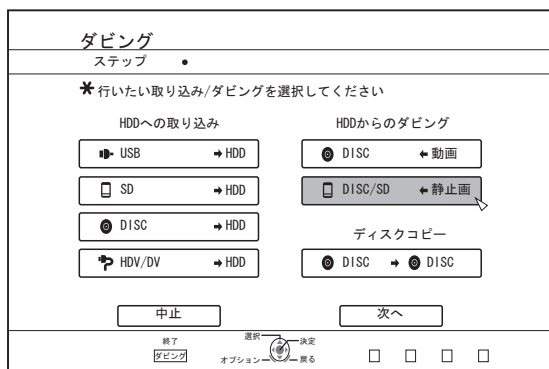 ダビング
ステップ
行いたい取り込み/ダビングを選択してください
HDDへの取り込み
USB ➡ HDD
SD ➡ HDD
DISC ➡ HDD
HDV/DV ➡ HDD
HDDからのダビング
DISC ⬅ 動画
DISC/SD ⬅ 静止画
ディスクコピー
DISC ➡ DISC
中止
次へ
終了
ダビング
選択
決定
オプション
戻る